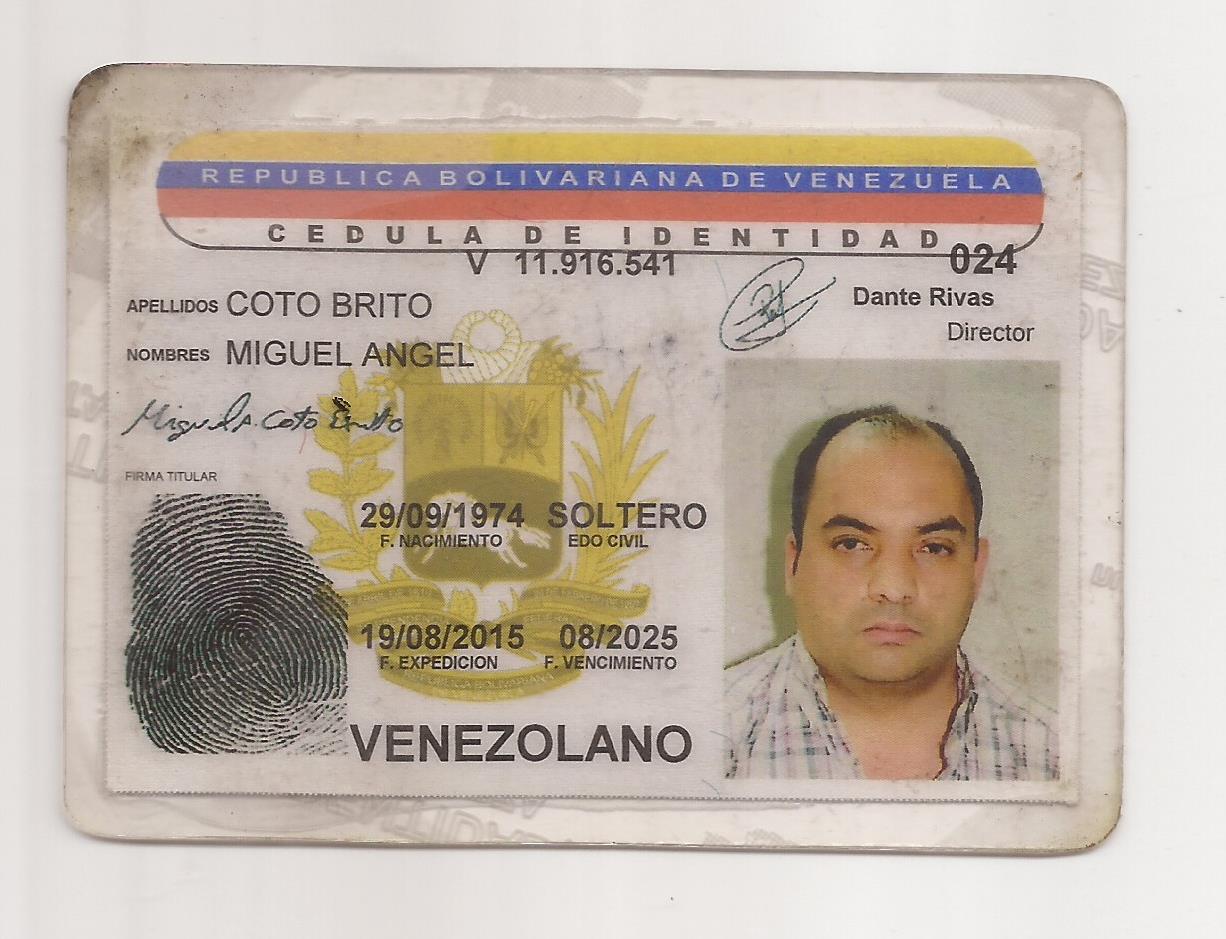 REPUBLICA BOLIVARIANA DE VENEZUELA
CEDULA DE IDENTIDAD
V 11.916.541
024
APELLIDOS COTO BRITO
Dante Rivas
Director
NOMBRES MIGUEL ANGEL
Miguel A. Coto Brito
FIRMA TITULAR
29/09/1974 SOLTERO
F. NACIMIENTO EDO CIVIL
19/08/2015 08/2025
F. EXPEDICION F. VENCIMIENTO
REPUBLICA BOLIVARIANA
VENEZOLANO